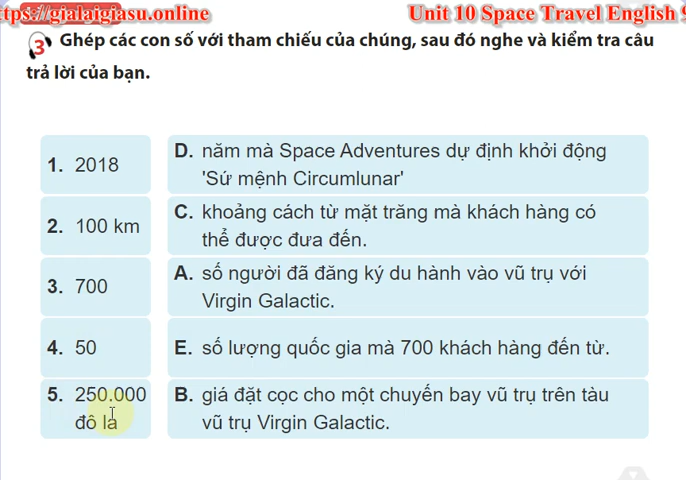 ttps://gialaigiasu.online
Unit 10 Space Travel English 9
3 Ghép các con số với tham chiếu của chúng, sau đó nghe và kiểm tra câu
trả lời của bạn.
1. 2018
D. năm mà Space Adventures dự định khởi động
'Sứ mệnh Circumlunar'
2. 100 km
C. khoảng cách từ mặt trăng mà khách hàng có
thể được đưa đến.
3. 700
A. số người đã đăng ký du hành vào vũ trụ với
Virgin Galactic.
4. 50
E. số lượng quốc gia mà 700 khách hàng đến từ.
5. 250.000
đô la
B. giá đặt cọc cho một chuyến bay vũ trụ trên tàu
vũ trụ Virgin Galactic.